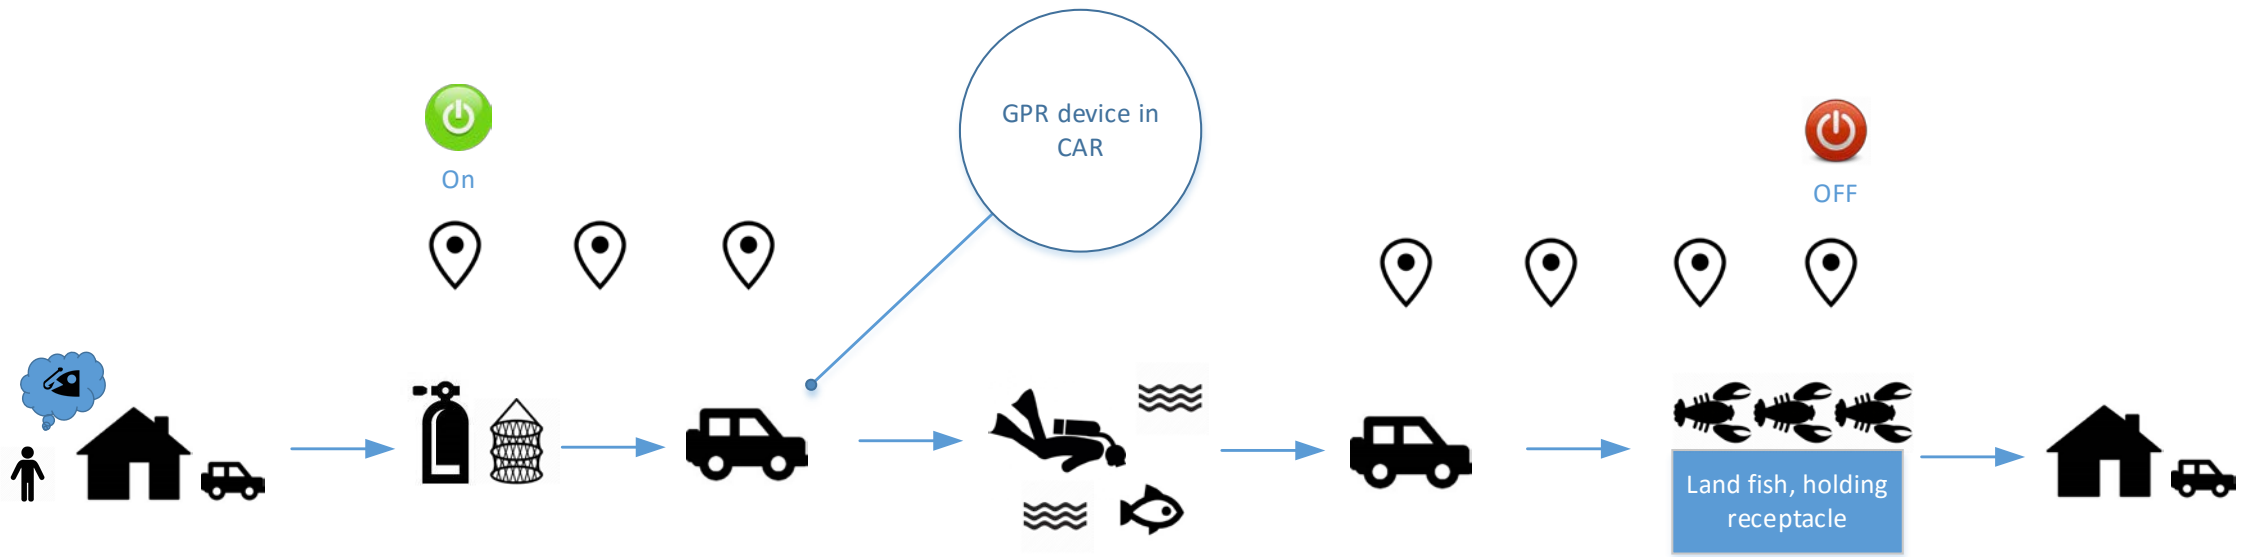 On
GPR device in
CAR
OFF
Land fish, holding
receptacle